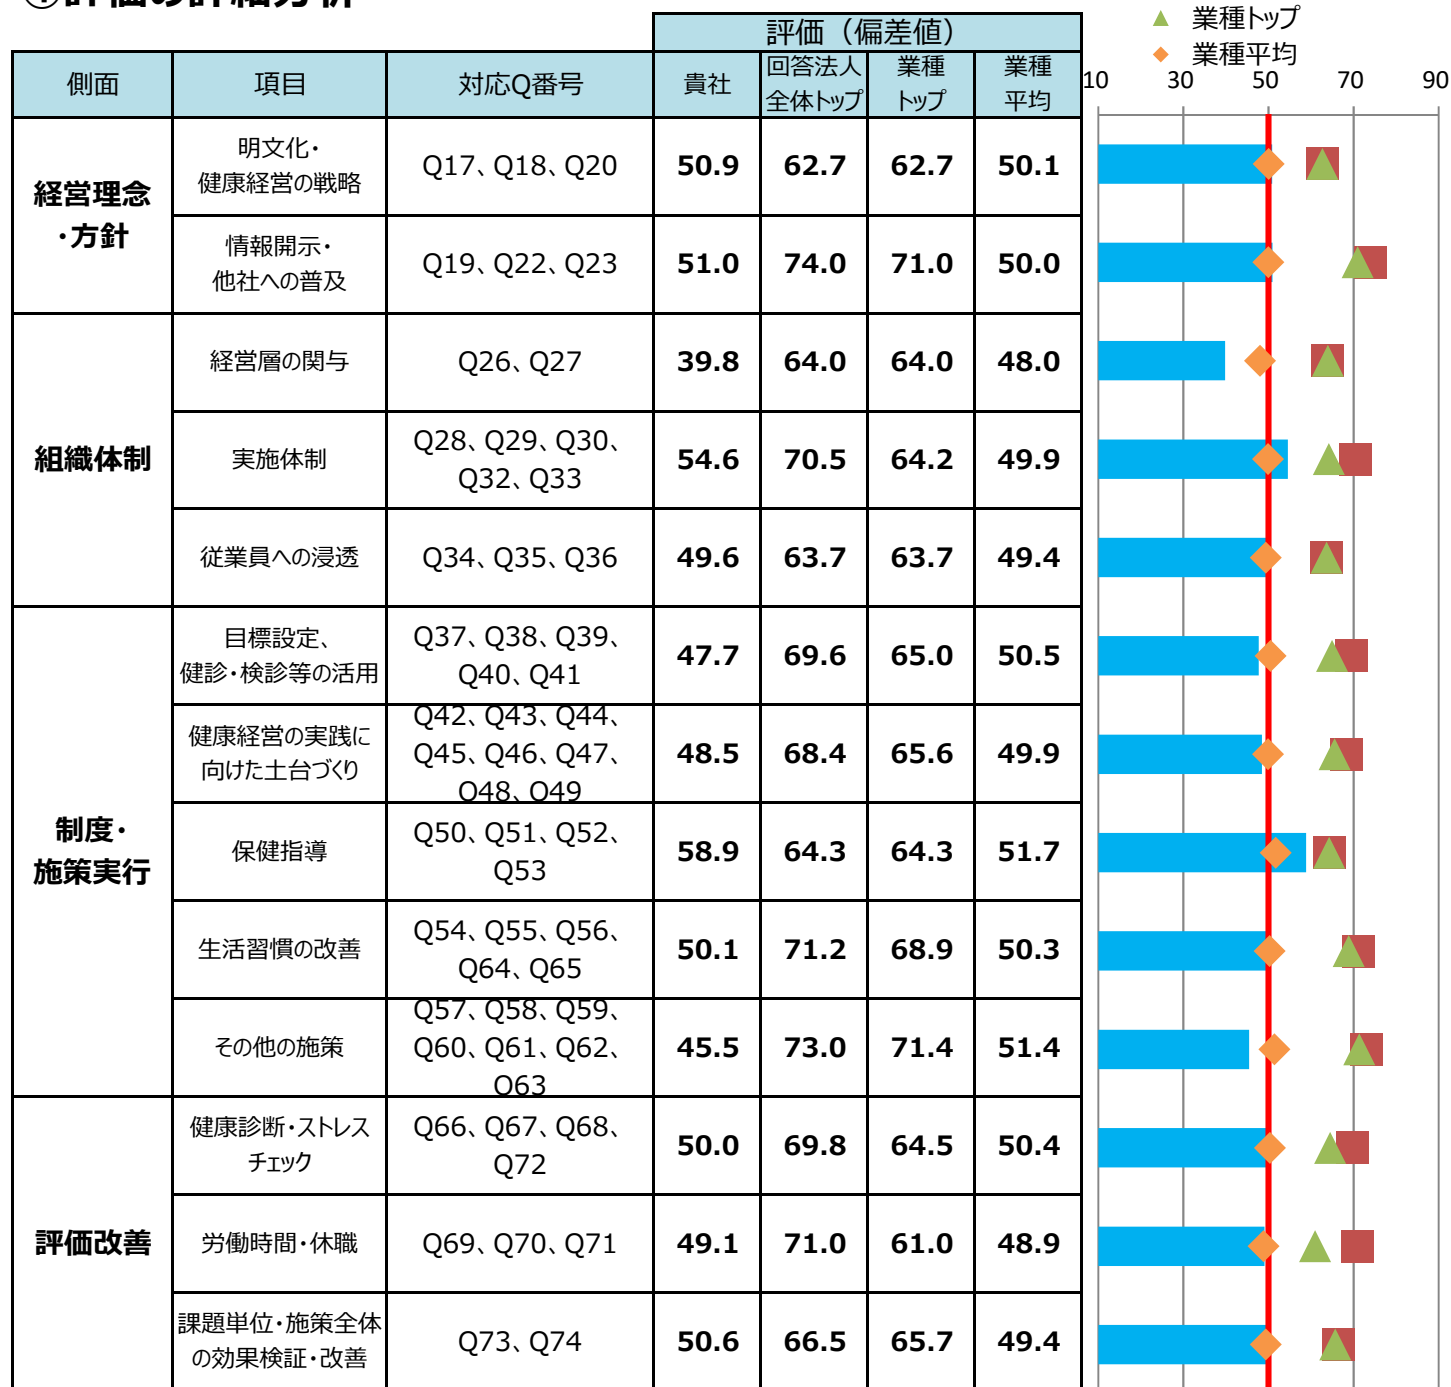 ①評価の詳細分析
▲ 業種トップ
◆ 業種平均
評価（偏差値）
側面 項目 対応Q番号 貴社 回答法人 業種 業種
全体トップ トップ 平均
10 30 50 70 90
経営理念
・方針
明文化・
健康経営の戦略
Q17、Q18、Q20
50.9 62.7 62.7 50.1
情報開示・
他社への普及
Q19、Q22、Q23
51.0 74.0 71.0 50.0
組織体制
経営層の関与
Q26、Q27
39.8 64.0 64.0 48.0
実施体制
Q28、Q29、Q30、
Q32、Q33
54.6 70.5 64.2 49.9
従業員への浸透
Q34、Q35、Q36
49.6 63.7 63.7 49.4
制度・
施策実行
目標設定、
健診・検診等の活用
Q37、Q38、Q39、
Q40、Q41
47.7 69.6 65.0 50.5
健康経営の実践に
向けた土台づくり
Q42、Q43、Q44、
Q45、Q46、Q47、
Q48、Q49
48.5 68.4 65.6 49.9
保健指導
Q50、Q51、Q52、
Q53
58.9 64.3 64.3 51.7
生活習慣の改善
Q54、Q55、Q56、
Q64、Q65
50.1 71.2 68.9 50.3
その他の施策
Q57、Q58、Q59、
Q60、Q61、Q62、
Q63
45.5 73.0 71.4 51.4
評価改善
健康診断・ストレス
チェック
Q66、Q67、Q68、
Q72
50.0 69.8 64.5 50.4
労働時間・休職
Q69、Q70、Q71
49.1 71.0 61.0 48.9
課題単位・施策全体
の効果検証・改善
Q73、Q74
50.6 66.5 65.7 49.4